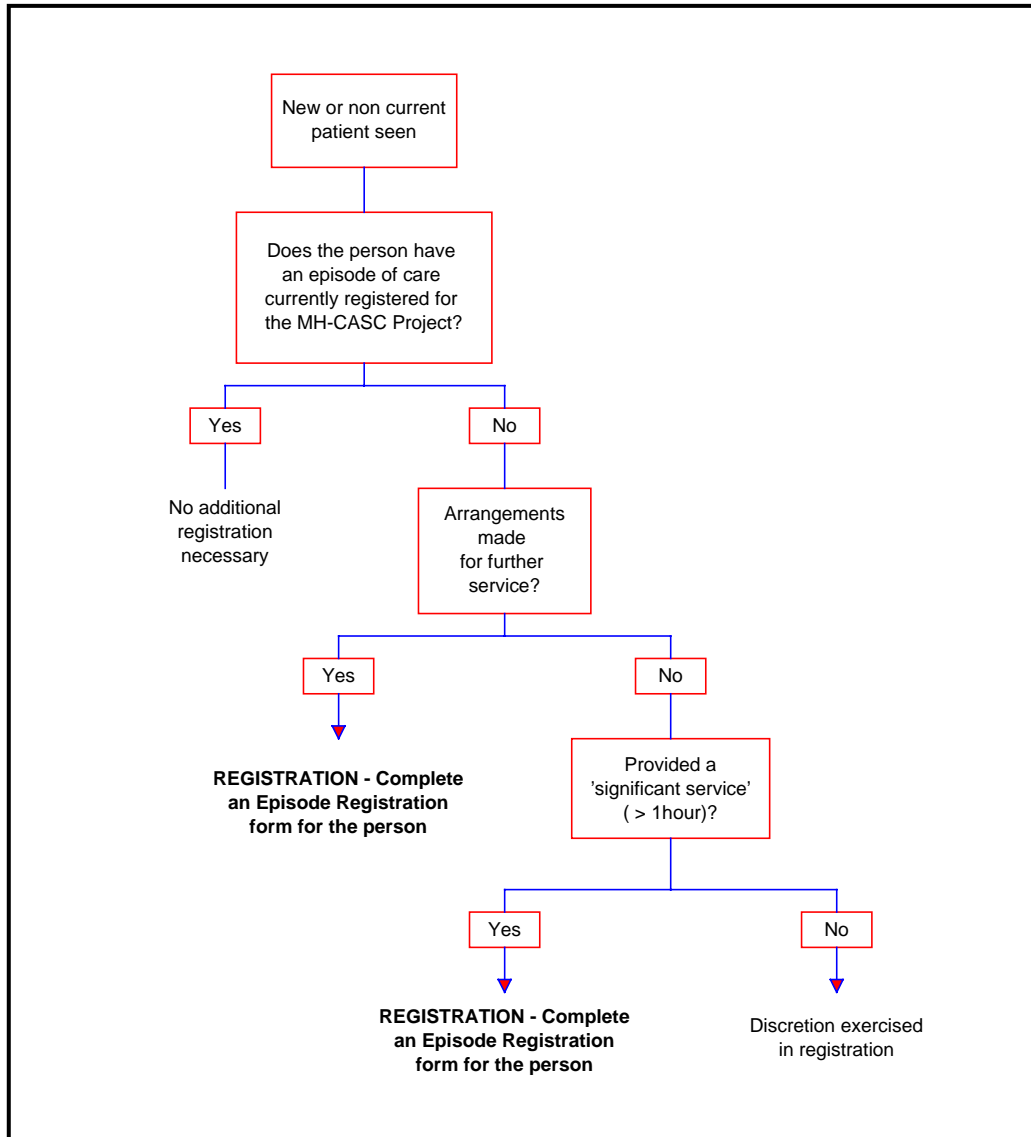 New or non current
patient seen
Does the person have
an episode of care
currently registered for
the MH-CASC Project?
Yes
No
No additional
registration
necessary
Arrangements
made
for further
service?
Yes
No
REGISTRATION - Complete
an Episode Registration
form for the person
Provided a
'significant service'
( > 1hour)?
Yes
No
REGISTRATION - Complete
an Episode Registration
form for the person
Discretion exercised
in registration